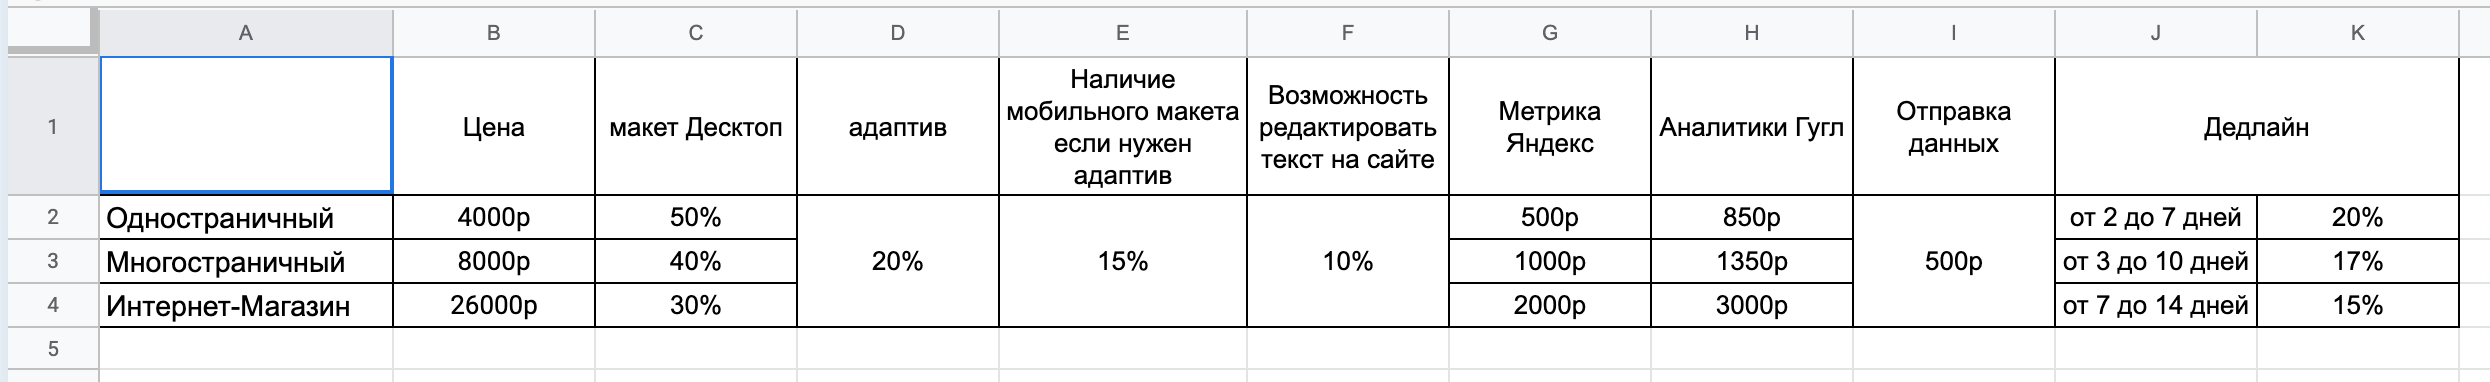 A B C D E F G H I J K
1
Цена
макет Десктоп
адаптив
Наличие
мобильного макета
если нужен
адаптив
Возможность
редактировать
текст на сайте
Метрика
Яндекс
Аналитики Гугл
Отправка
данных
Дедлайн
2 Одностраничный 4000р 50% 500р 850р от 2 до 7 дней 20%
3 Многостраничный 8000р 40% 20% 15% 10% 1000р 1350р 500р от 3 до 10 дней 17%
4 Интернет-Магазин 26000р 30% 2000р 3000р от 7 до 14 дней 15%
5